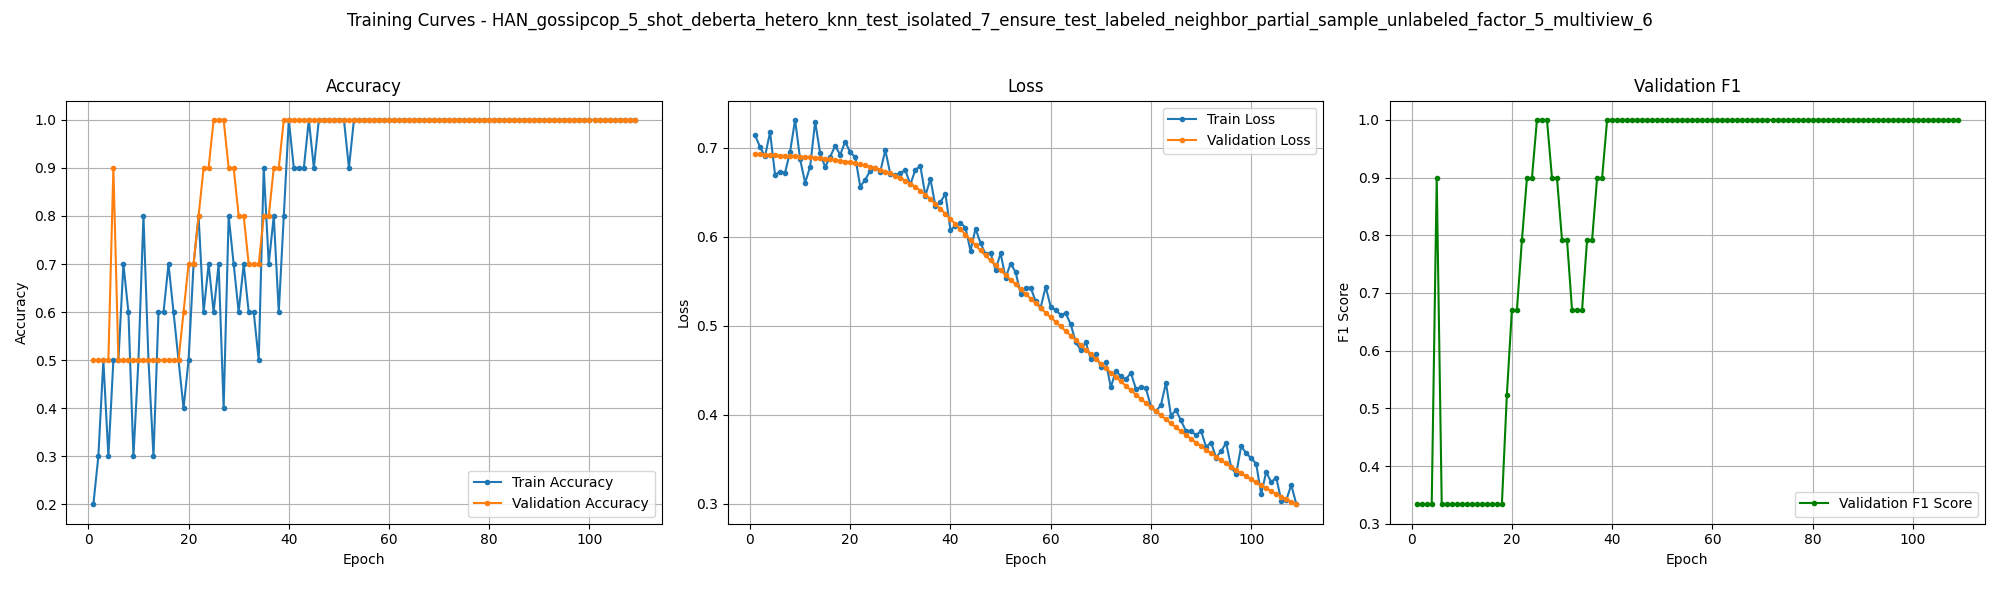 Training Curves - HAN_gossipcop_5_shot_deberta_hetero_knn_test_isolated_7_ensure_test_labeled_neighbor_partial_sample_unlabeled_factor_5_multiview_6
Accuracy
1.0
0.9
0.8
0.7
0.6
0.5
0.4
0.3
0.2
Accuracy
0
20
40
60
80
100
Epoch
Train Accuracy
Validation Accuracy
Loss
0.7
0.6
0.5
0.4
0.3
Loss
0
20
40
60
80
100
Epoch
Train Loss
Validation Loss
Validation F1
1.0
0.9
0.8
0.7
0.6
0.5
0.4
0.3
F1 Score
0
20
40
60
80
100
Epoch
Validation F1 Score